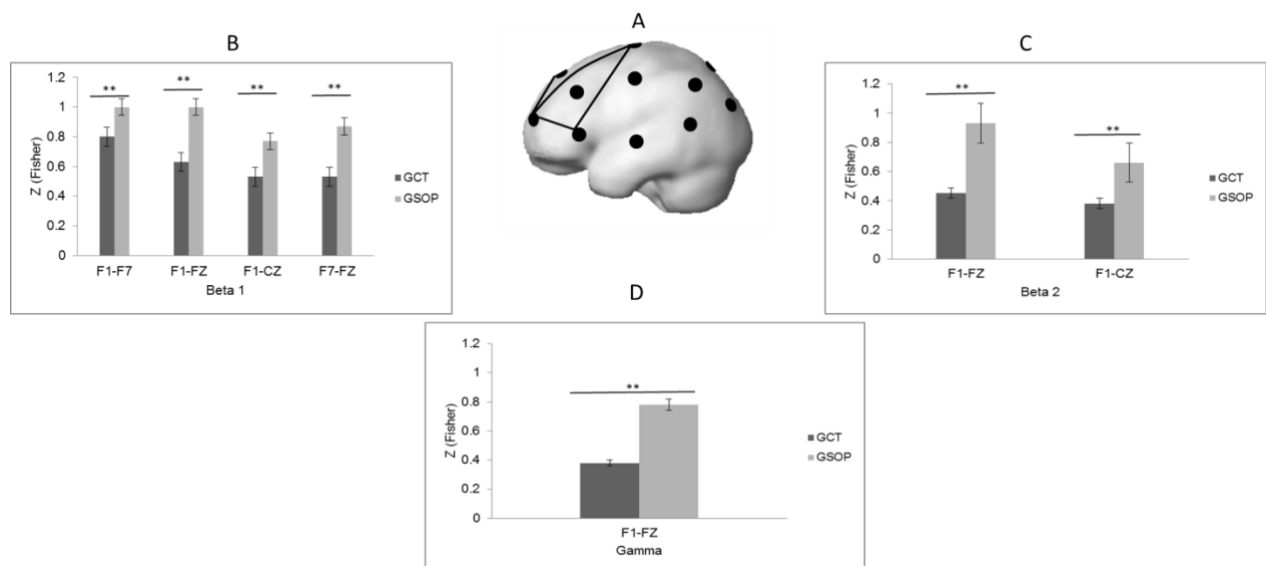 A
B
**
**
**
**
1.2
1
0.8
0.6
0.4
0.2
0
Z (Fisher)
GCT
GSOP
F1-F7
F1-FZ
F1-CZ
F7-FZ
Beta 1
C
**
**
1.2
1
0.8
0.6
0.4
0.2
0
Z (Fisher)
GCT
GSOP
F1-FZ
F1-CZ
Beta 2
D
**
1.2
1
0.8
0.6
0.4
0.2
0
Z (Fisher)
GCT
GSOP
F1-FZ
Gamma